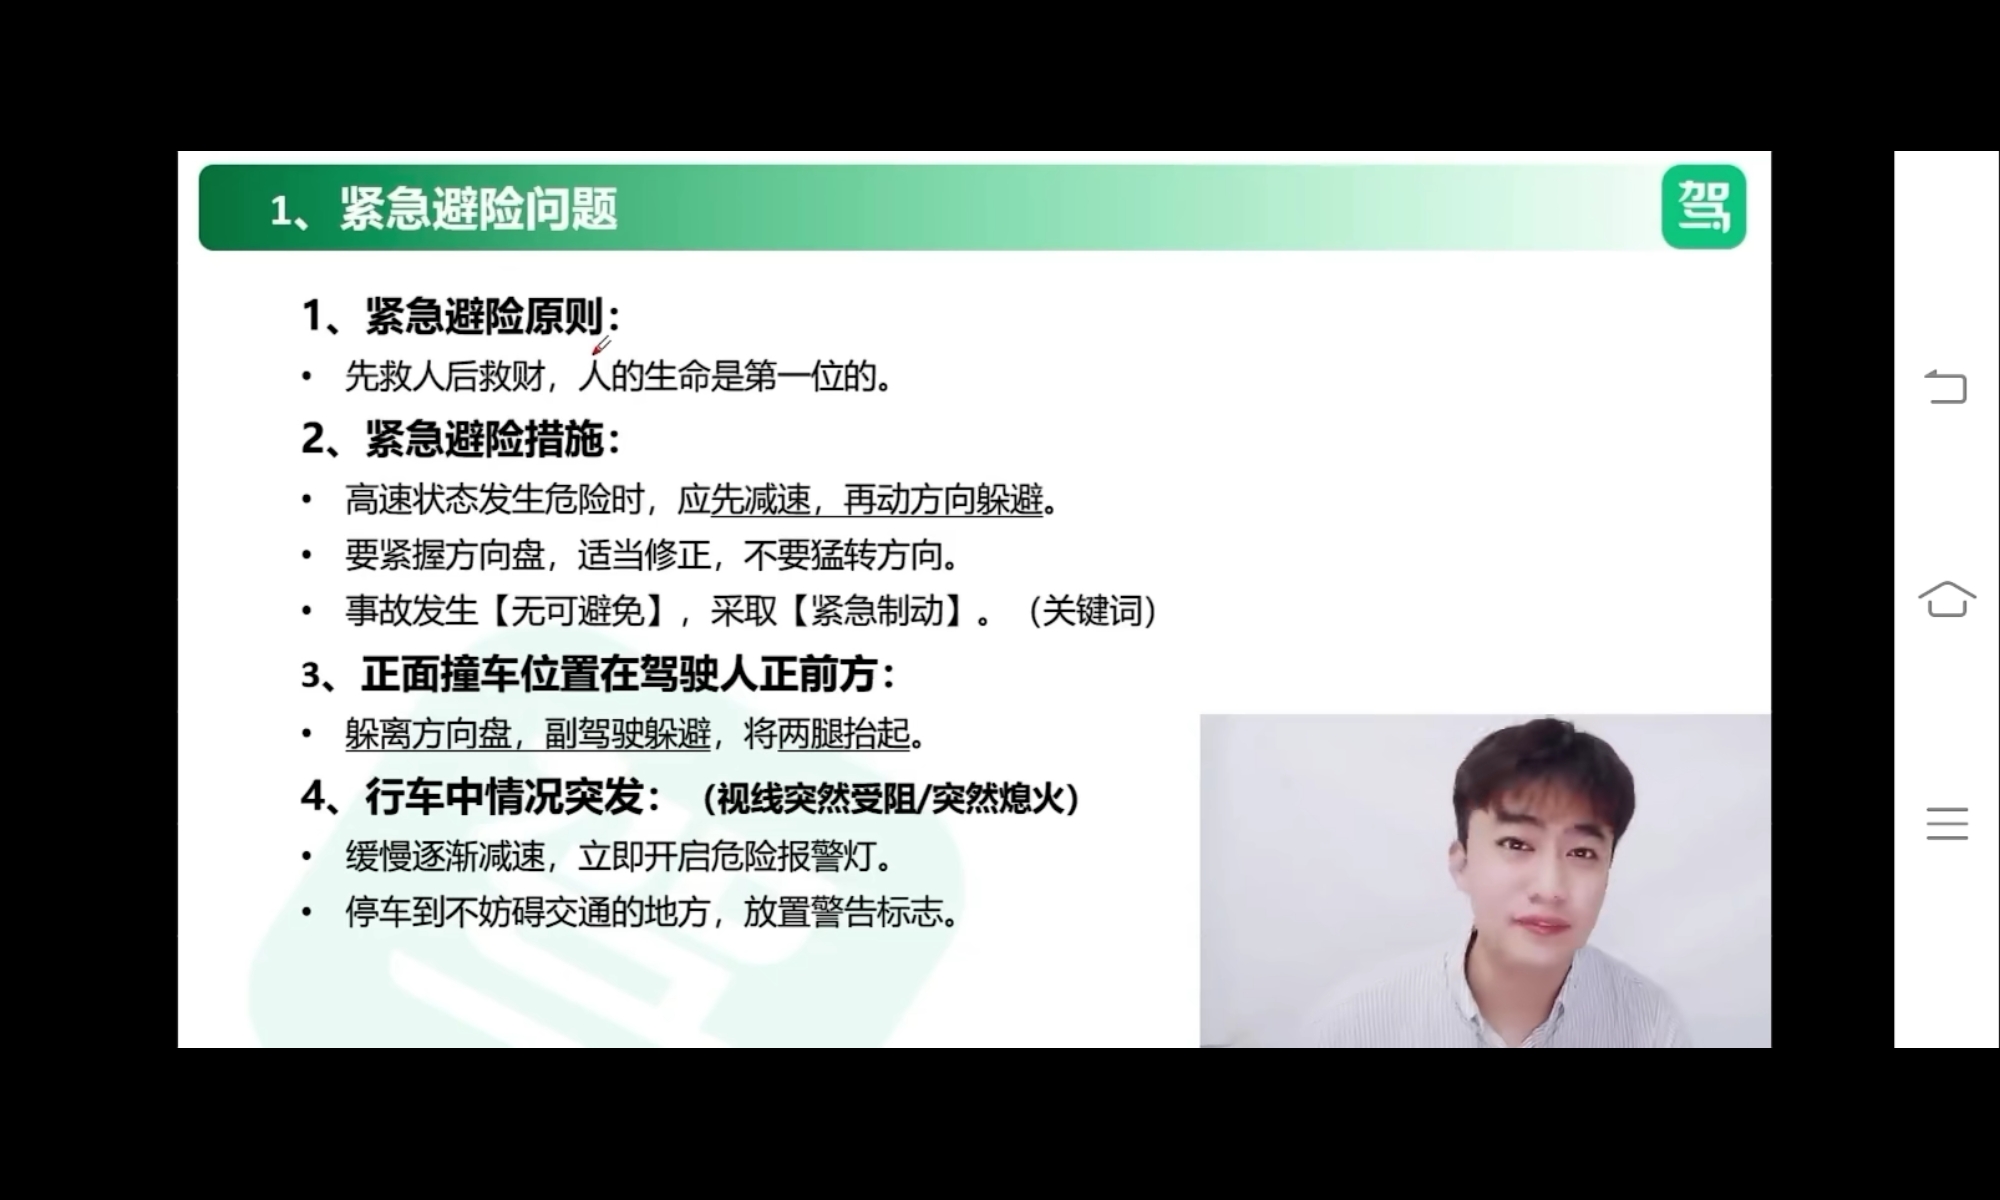 1、紧急避险问题
驾
1、紧急避险原则：
• 先救人后救财，人的生命是第一位的。
2、紧急避险措施：
• 高速状态发生危险时，应先减速，再动方向躲避。
• 要紧握方向盘，适当修正，不要猛转方向。
• 事故发生【无可避免】，采取【紧急制动】。（关键词）
3、正面撞车位置在驾驶人正前方：
• 躲离方向盘，副驾驶躲避，将两腿抬起。
4、行车中情况突发：（视线突然受阻/突然熄火）
• 缓慢逐渐减速，立即开启危险报警灯。
• 停车到不妨碍交通的地方，放置警告标志。